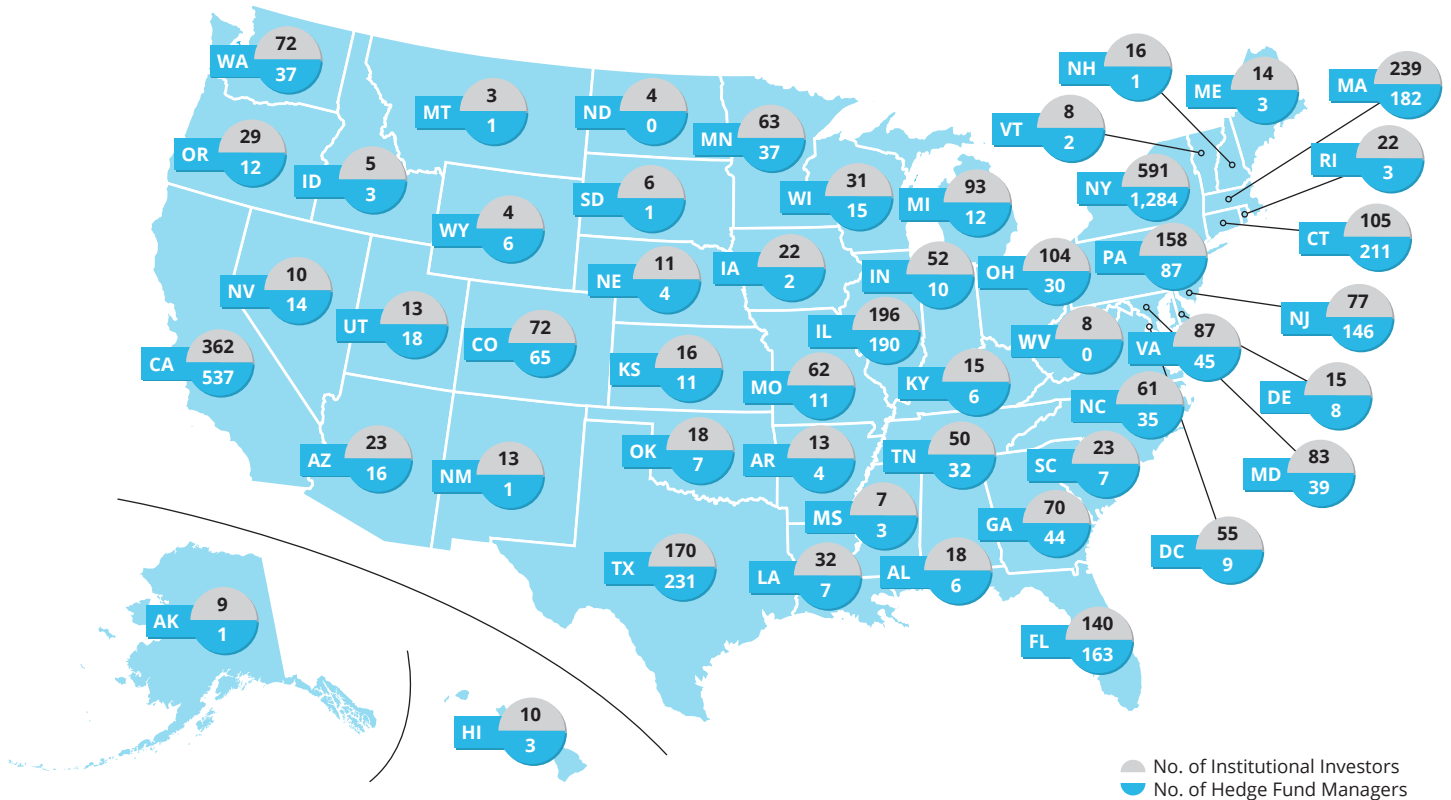 WA 72 37
MT 3 1
ND 4 0
MN 63 37
NH 16 1
ME 14 3
MA 239 182
VT 8 2
RI 22 3
OR 29 12
ID 5 3
SD 6 1
WI 31 15
MI 93 12
NY 591 1,284
WY 4 6
CT 105 211
NV 10 14
NE 11 4
IA 22 2
IN 52 10
OH 104 30
PA 158 87
UT 13 18
CO 72 65
IL 196 190
WV 8 0
VA 87 45
NJ 77 146
CA 362 537
KS 16 11
MO 62 11
KY 15 6
NC 61 35
DE 15 8
AZ 23 16
NM 13 1
OK 18 7
AR 13 4
TN 50 32
SC 23 7
MD 83 39
MS 7 3
GA 70 44
DC 55 9
TX 170 231
LA 32 7
AL 18 6
AK 9 1
FL 140 163
HI 10 3
No. of Institutional Investors
No. of Hedge Fund Managers